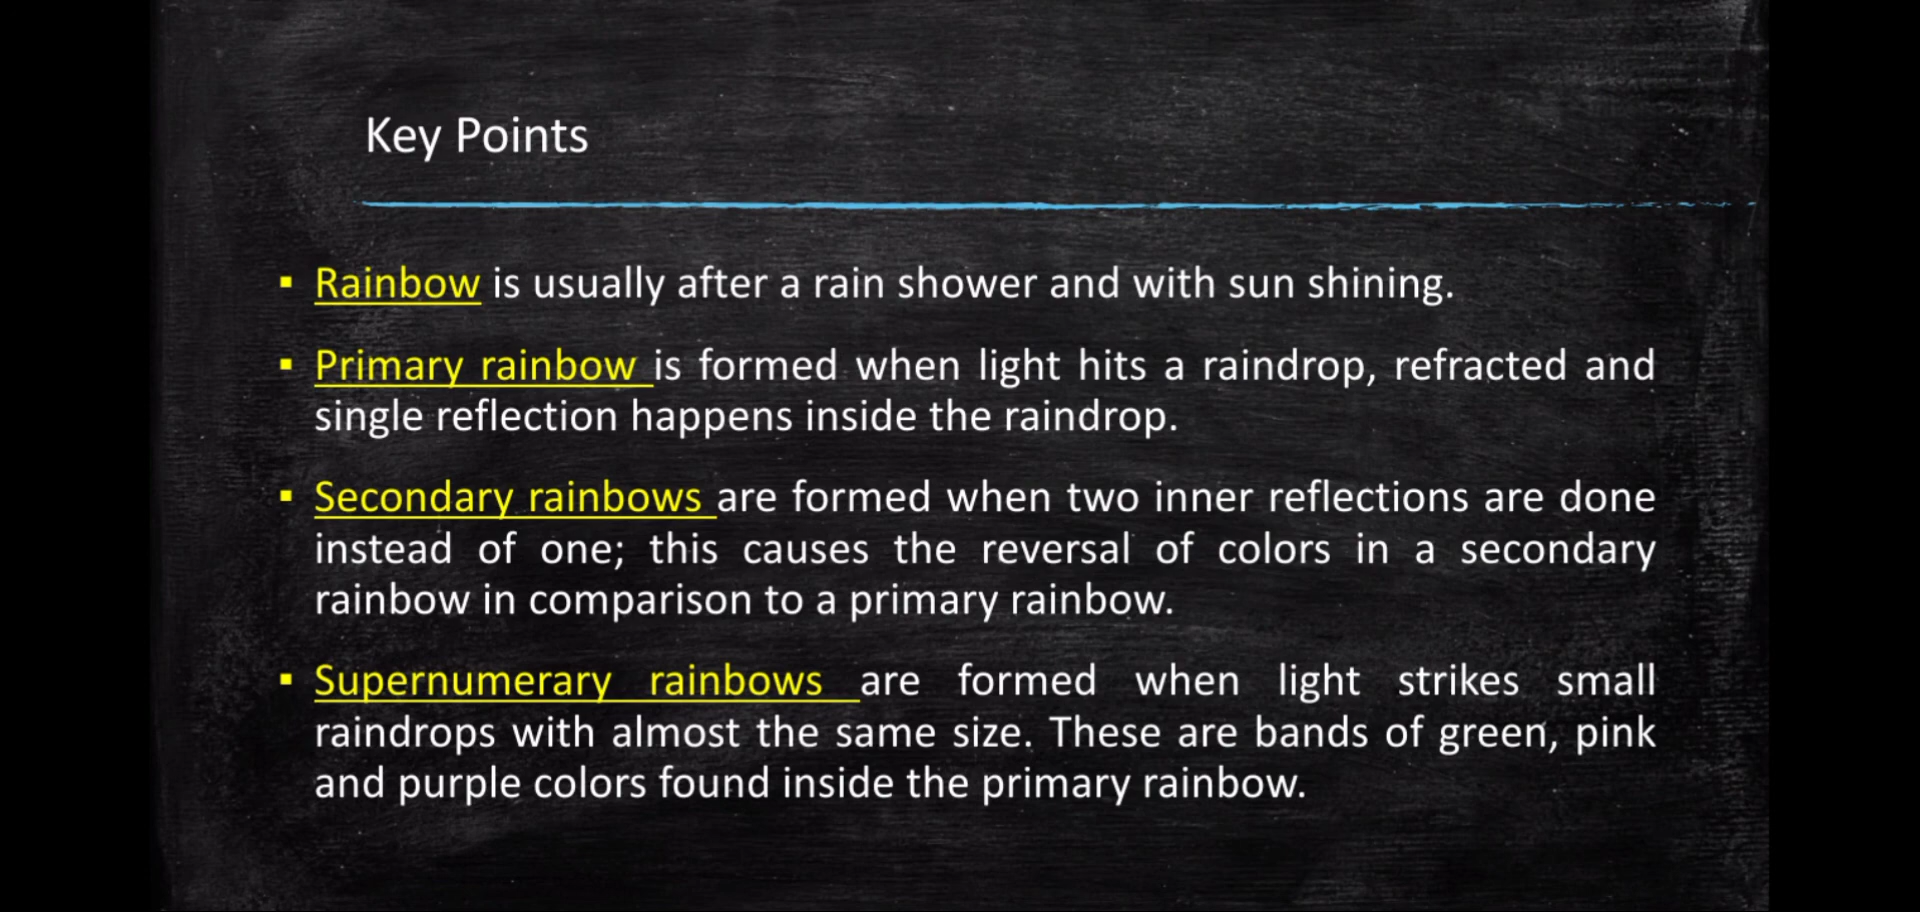 Key Points
▪ Rainbow is usually after a rain shower and with sun shining.
▪ Primary rainbow is formed when light hits a raindrop, refracted and
single reflection happens inside the raindrop.
▪ Secondary rainbows are formed when two inner reflections are done
instead of one; this causes the reversal of colors in a secondary
rainbow in comparison to a primary rainbow.
▪ Supernumerary rainbows are formed when light strikes small
raindrops with almost the same size. These are bands of green, pink
and purple colors found inside the primary rainbow.